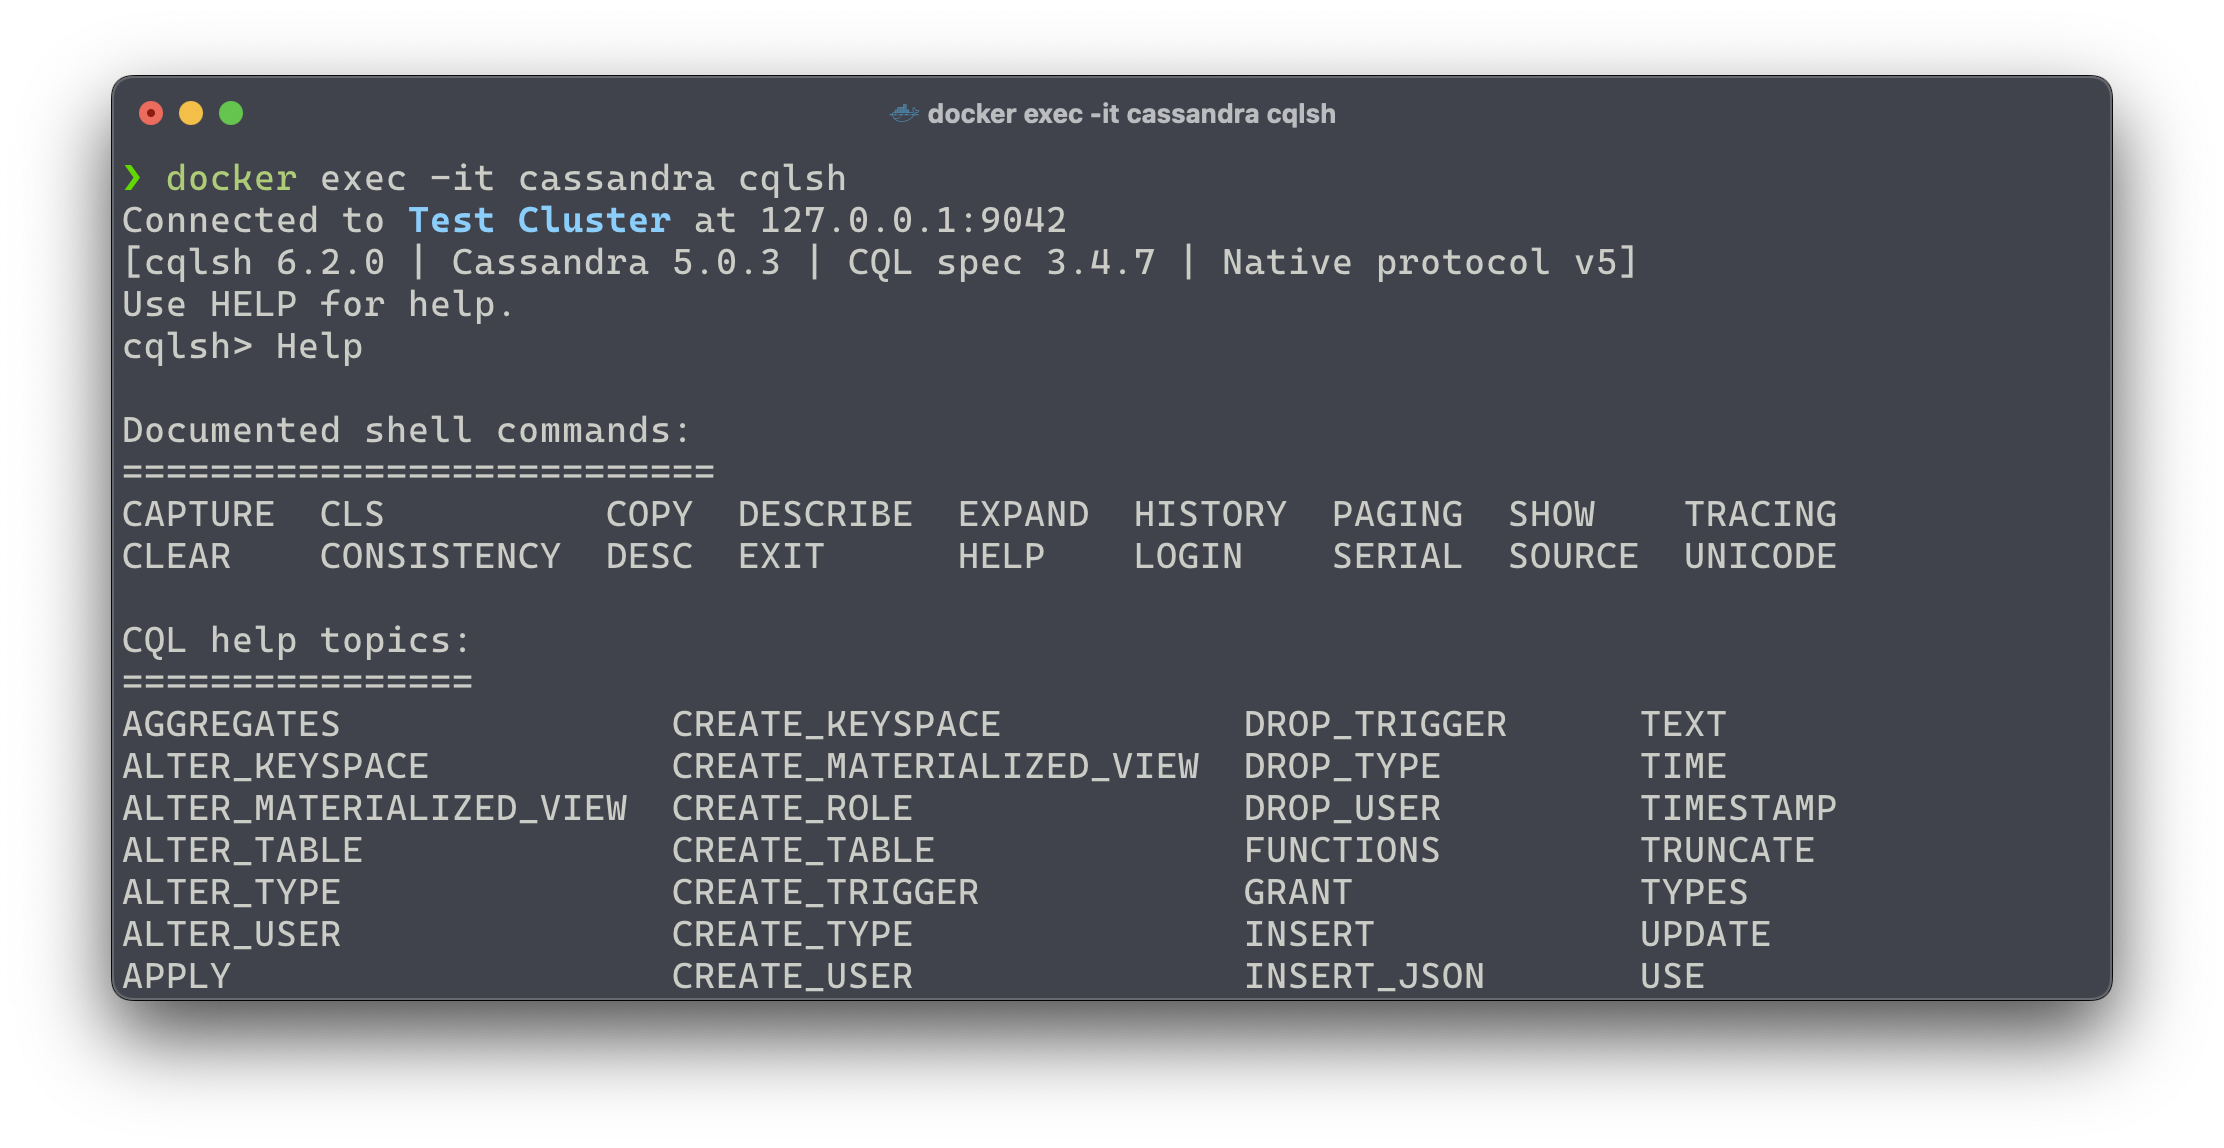 docker exec -it cassandra cqlsh
❯ docker exec -it cassandra cqlsh
Connected to Test Cluster at 127.0.0.1:9042
[cqlsh 6.2.0 | Cassandra 5.0.3 | CQL spec 3.4.7 | Native protocol v5]
Use HELP for help.
cqlsh> Help

Documented shell commands:
===========================
CAPTURE  CLS          COPY  DESCRIBE  EXPAND  HISTORY  PAGING  SHOW    TRACING
CLEAR    CONSISTENCY  DESC  EXIT      HELP    LOGIN    SERIAL  SOURCE  UNICODE

CQL help topics:
================
AGGREGATES               CREATE_KEYSPACE           DROP_TRIGGER      TEXT
ALTER_KEYSPACE           CREATE_MATERIALIZED_VIEW  DROP_TYPE         TIME
ALTER_MATERIALIZED_VIEW  CREATE_ROLE               DROP_USER         TIMESTAMP
ALTER_TABLE              CREATE_TABLE              FUNCTIONS         TRUNCATE
ALTER_TYPE               CREATE_TRIGGER            GRANT             TYPES
ALTER_USER               CREATE_TYPE               INSERT            UPDATE
APPLY                    CREATE_USER               INSERT_JSON       USE